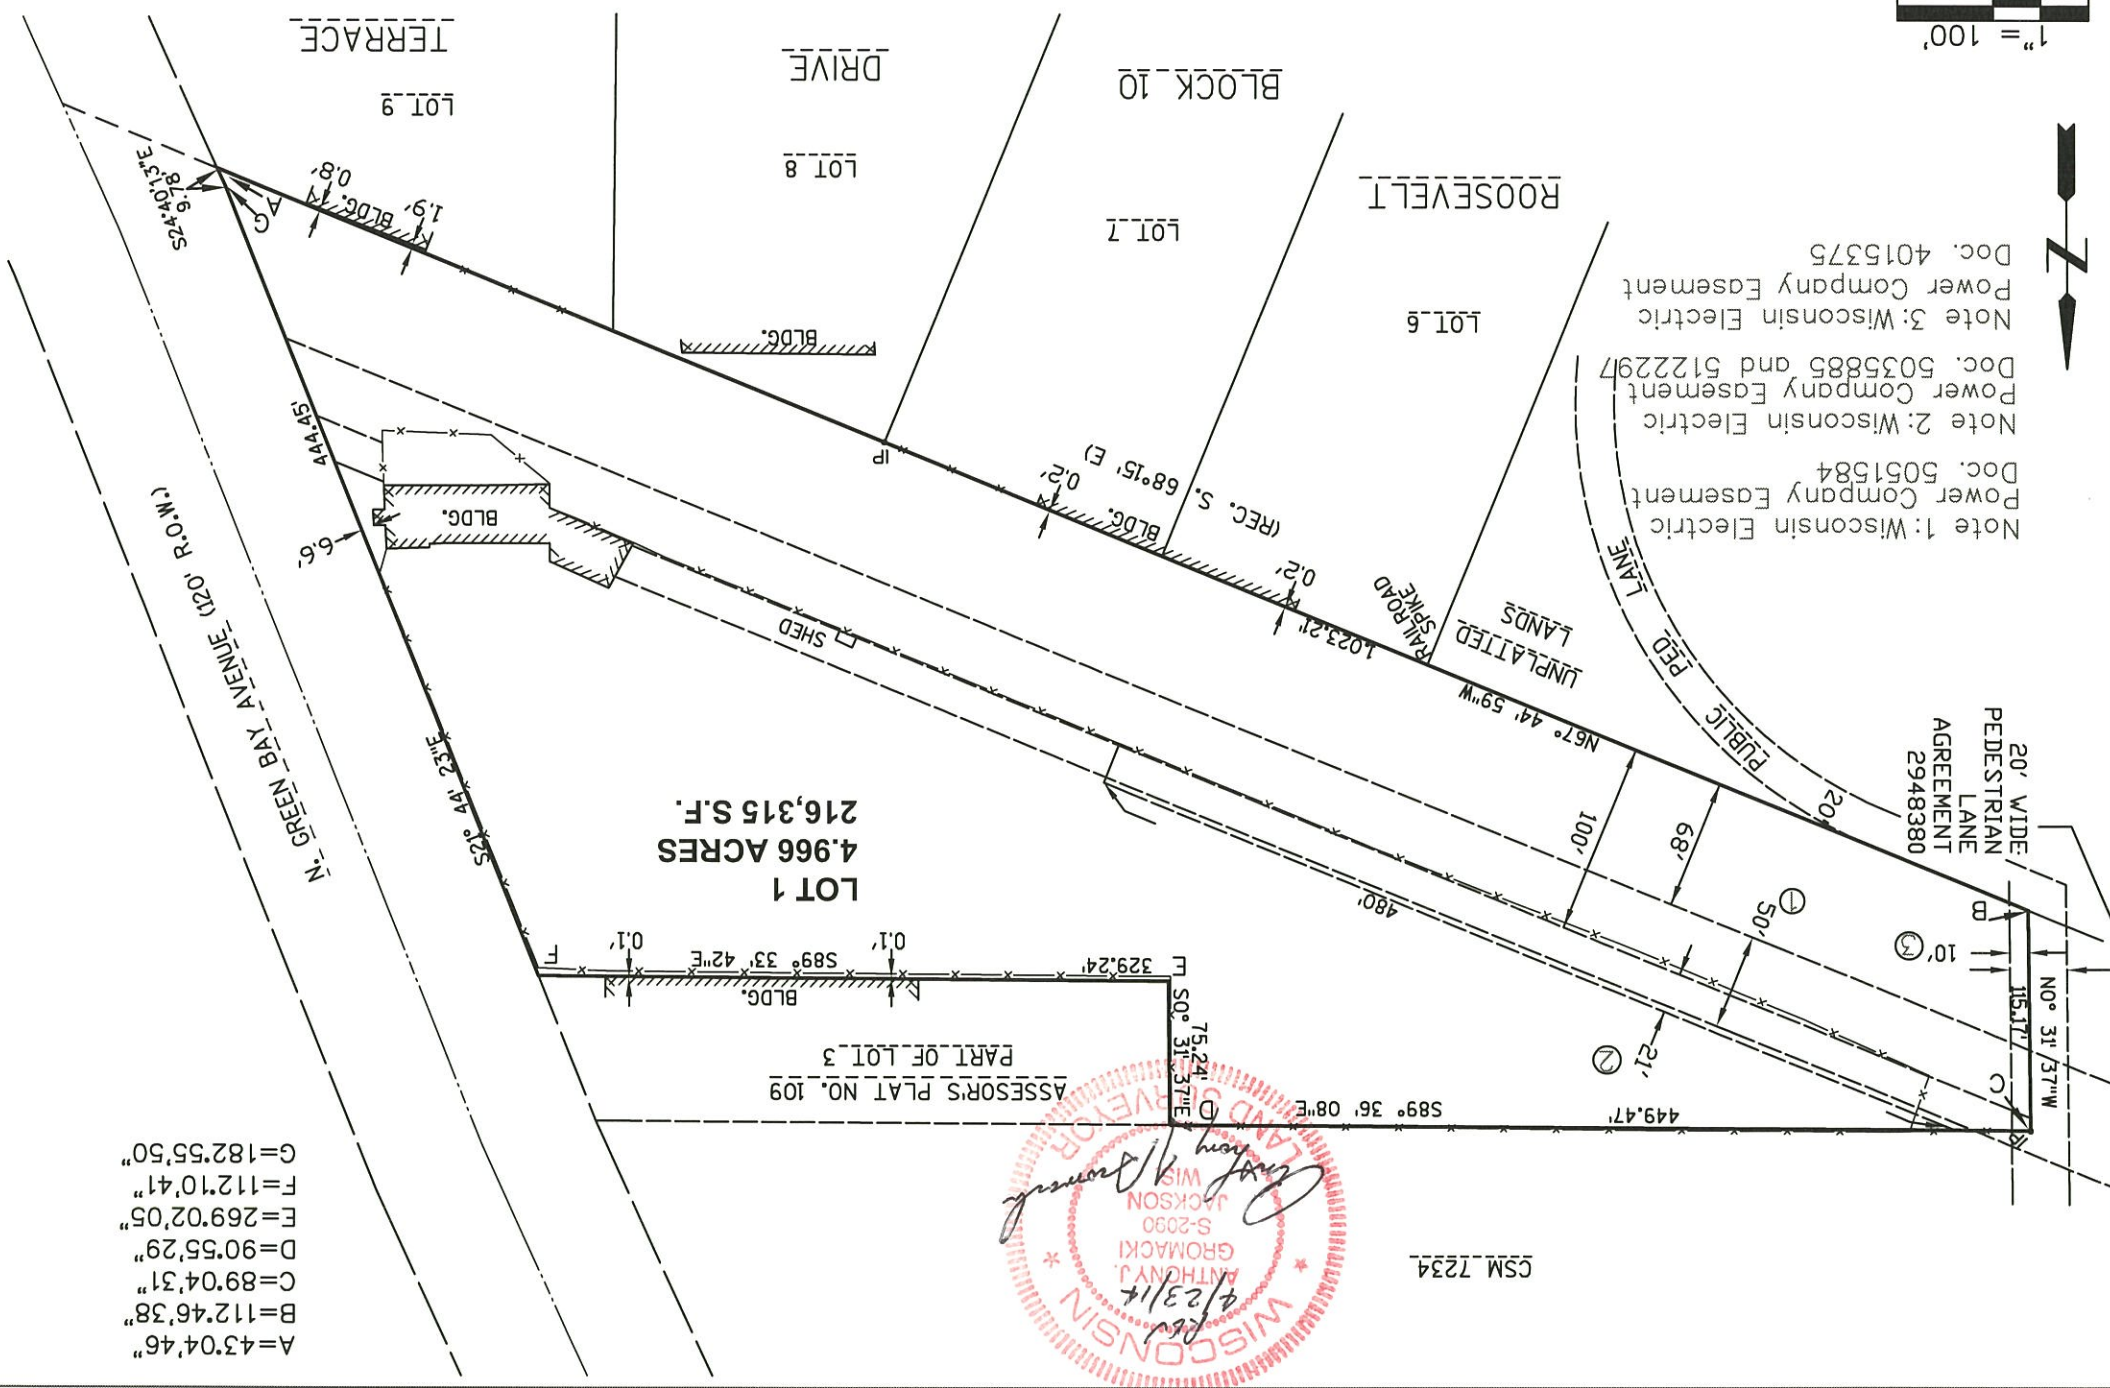 A=43°04'46"
B=112°46'38"
C=89°04'31"
D=90°55'29"
E=269°02'05"
F=112°10'41"
G=182°55'50"
REV
4/23/14
WISCONSIN
ANTHONY J.
GROMACKI
S-2090
JACKSON
WIS
LAND SURVEYOR
CSM 7234
IP
C
449.47'
S89° 36' 08"E
D
75.24'
S0° 31' 37"E
E
ASSESOR'S PLAT NO. 109
PART OF LOT 3
BLDG.
329.24'
0.1'
S89° 33' 42"E
0.1'
F
N0° 31' 37"W
115.17'
10' ③
B
21'
②
50'
①
480'
LOT 1
4.966 ACRES
216,315 S.F.
20' WIDE
PEDESTRIAN
LANE
AGREEMENT
2948380
20'
68'
100'
N67° 44' 59"W
1,023.21'
PUBLIC
PED
LANE
UNPLATTED
LANDS
RAILROAD
SPIKE
S21° 44' 23"E
444.45'
N. GREEN BAY AVENUE (120' R.O.W.)
SHED
BLDG.
6.6'
0.2'
BLDG.
0.2'
(REC. S. 68°15' E)
IP
Note 1: Wisconsin Electric
Power Company Easement
Doc. 5051584
Note 2: Wisconsin Electric
Power Company Easement
Doc. 5035885 and 5122297
Note 3: Wisconsin Electric
Power Company Easement
Doc. 4015375
LOT 6
BLDG.
LOT 7
LOT 8
LOT 9
1.9'
BLDG.
0.8'
G
A
S24°40'13"E
9.78'
ROOSEVELT
BLOCK 10
DRIVE
TERRACE
N
1"= 100'